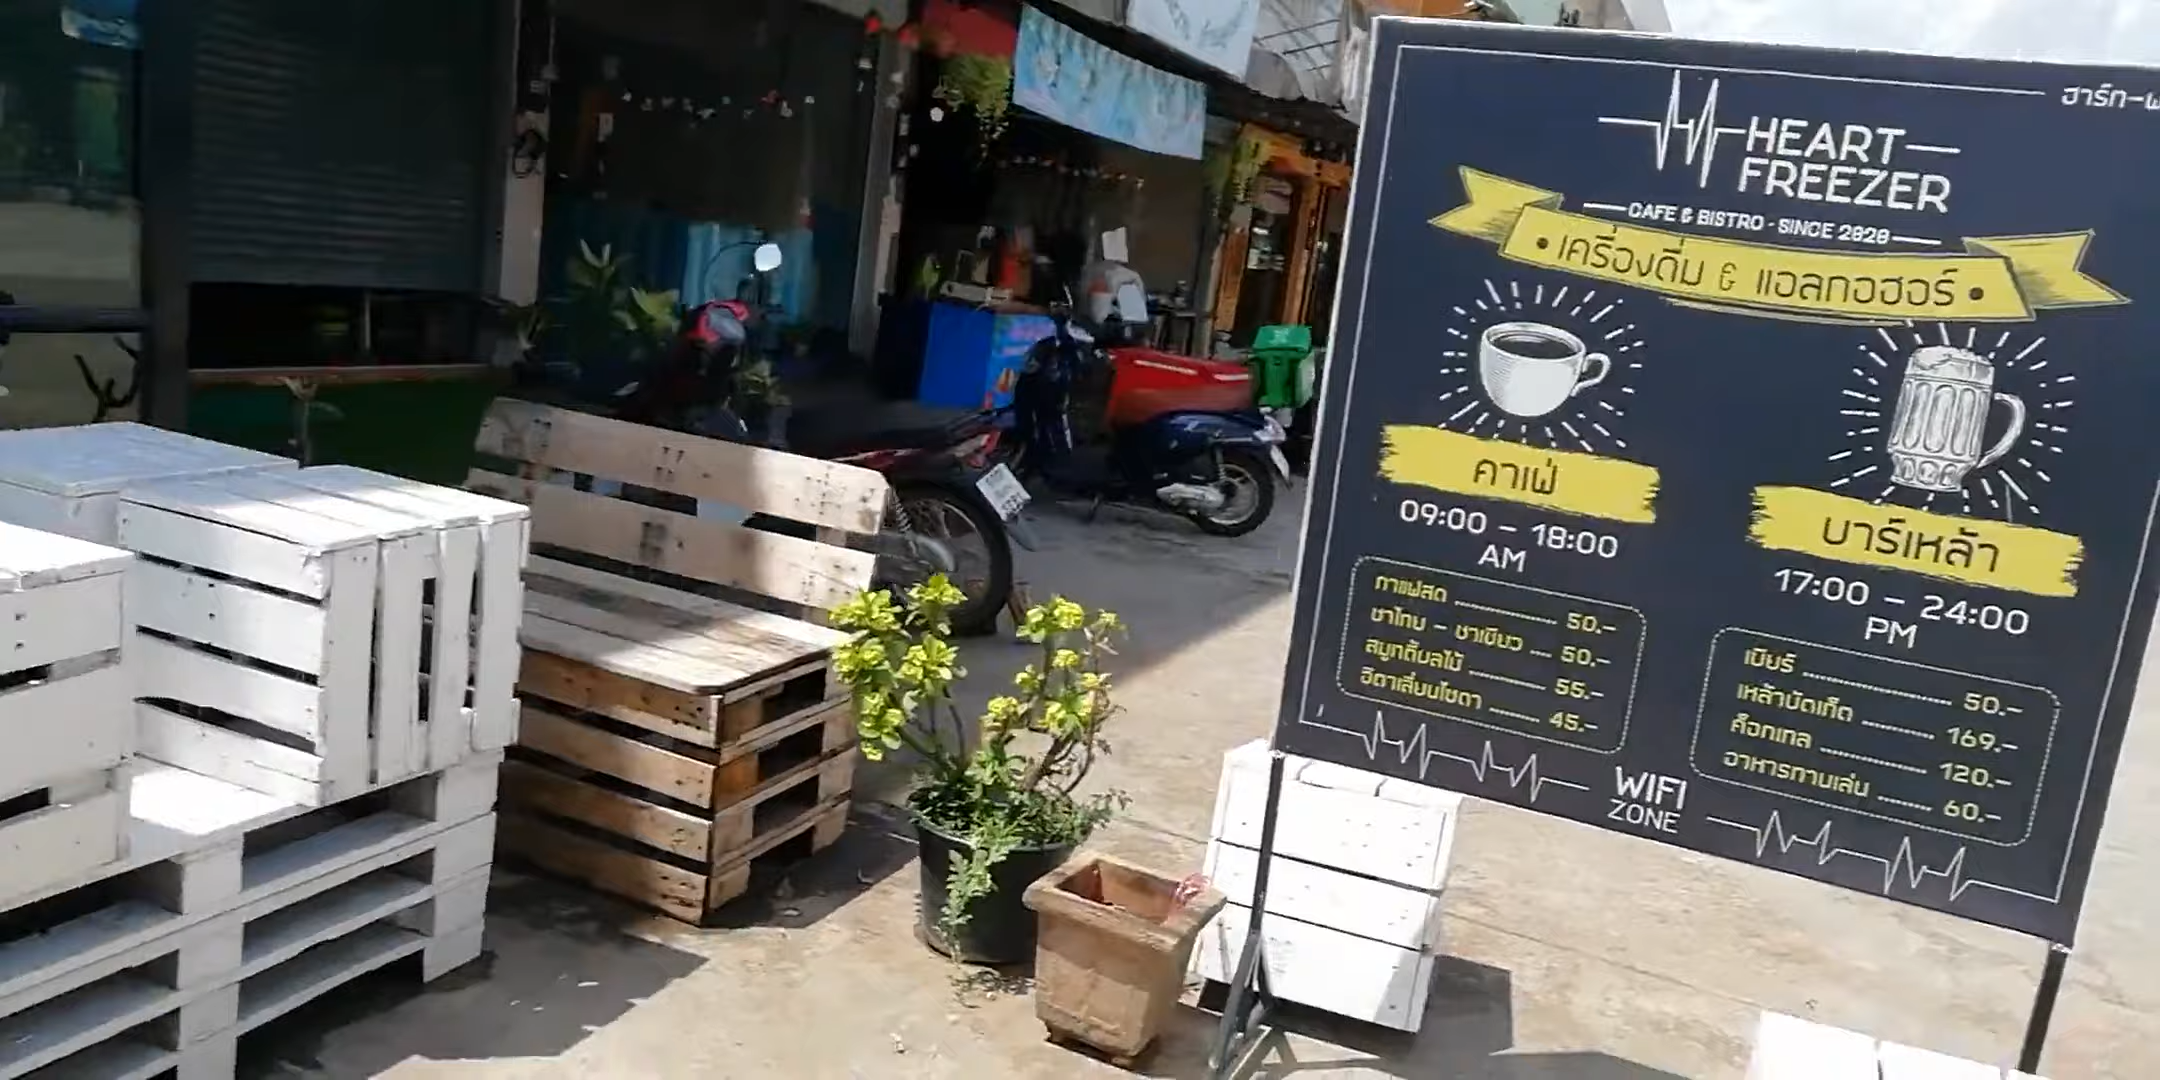 ฮาร์ท-
HEART
FREEZER
CAFE & BISTRO - SINCE 2020
• เครื่องดื่ม & แอลกอฮอร์ •
คาเฟ่
09:00 - 18:00
AM
กาแฟสด ............ 50.-
ชาไทย - ชาเขียว .... 50.-
สมูทตี้ผลไม้ ............ 55.-
อิตาเลี่ยนโซดา ........ 45.-
บาร์เหล้า
17:00 - 24:00
PM
เบียร์ .................. 50.-
เหล้าบัดเก็ต .......... 169.-
ค็อกเทล .............. 120.-
อาหารทานเล่น ....... 60.-
WIFI
ZONE